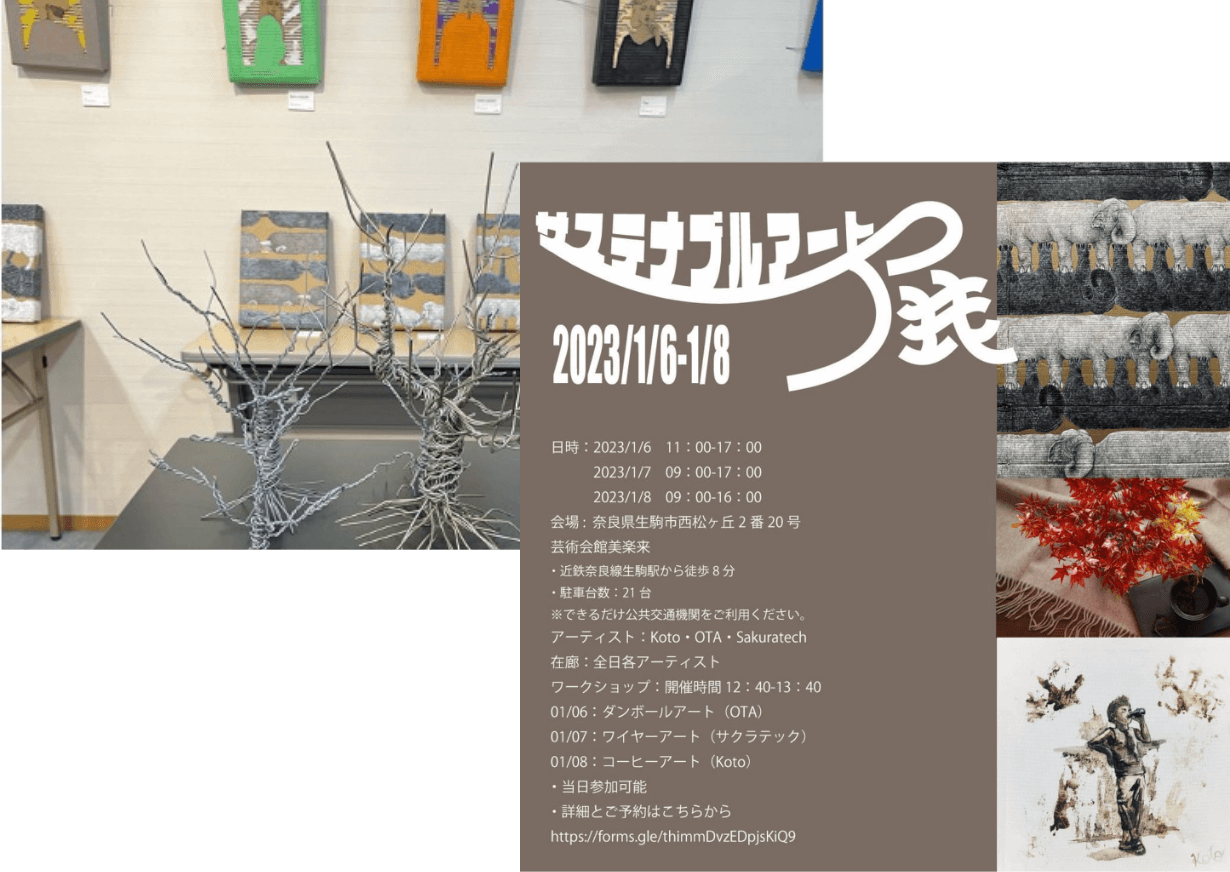 サステナブルアート展
2023/1/6-1/8
日時：2023/1/6　11：00-17：00
2023/1/7　09：00-17：00
2023/1/8　09：00-16：00
会場：奈良県生駒市西松ヶ丘2番20号
芸術会館美楽来
・近鉄奈良線生駒駅から徒歩8分
・駐車台数：21台
※できるだけ公共交通機関をご利用ください。
アーティスト：Koto・OTA・Sakuratech
在廊：全日各アーティスト
ワークショップ：開催時間12：40-13：40
01/06：ダンボールアート（OTA）
01/07：ワイヤーアート（サクラテック）
01/08：コーヒーアート（Koto）
・当日参加可能
・詳細とご予約はこちらから
https://forms.gle/thimmDvzEDpjsKiQ9
Koto